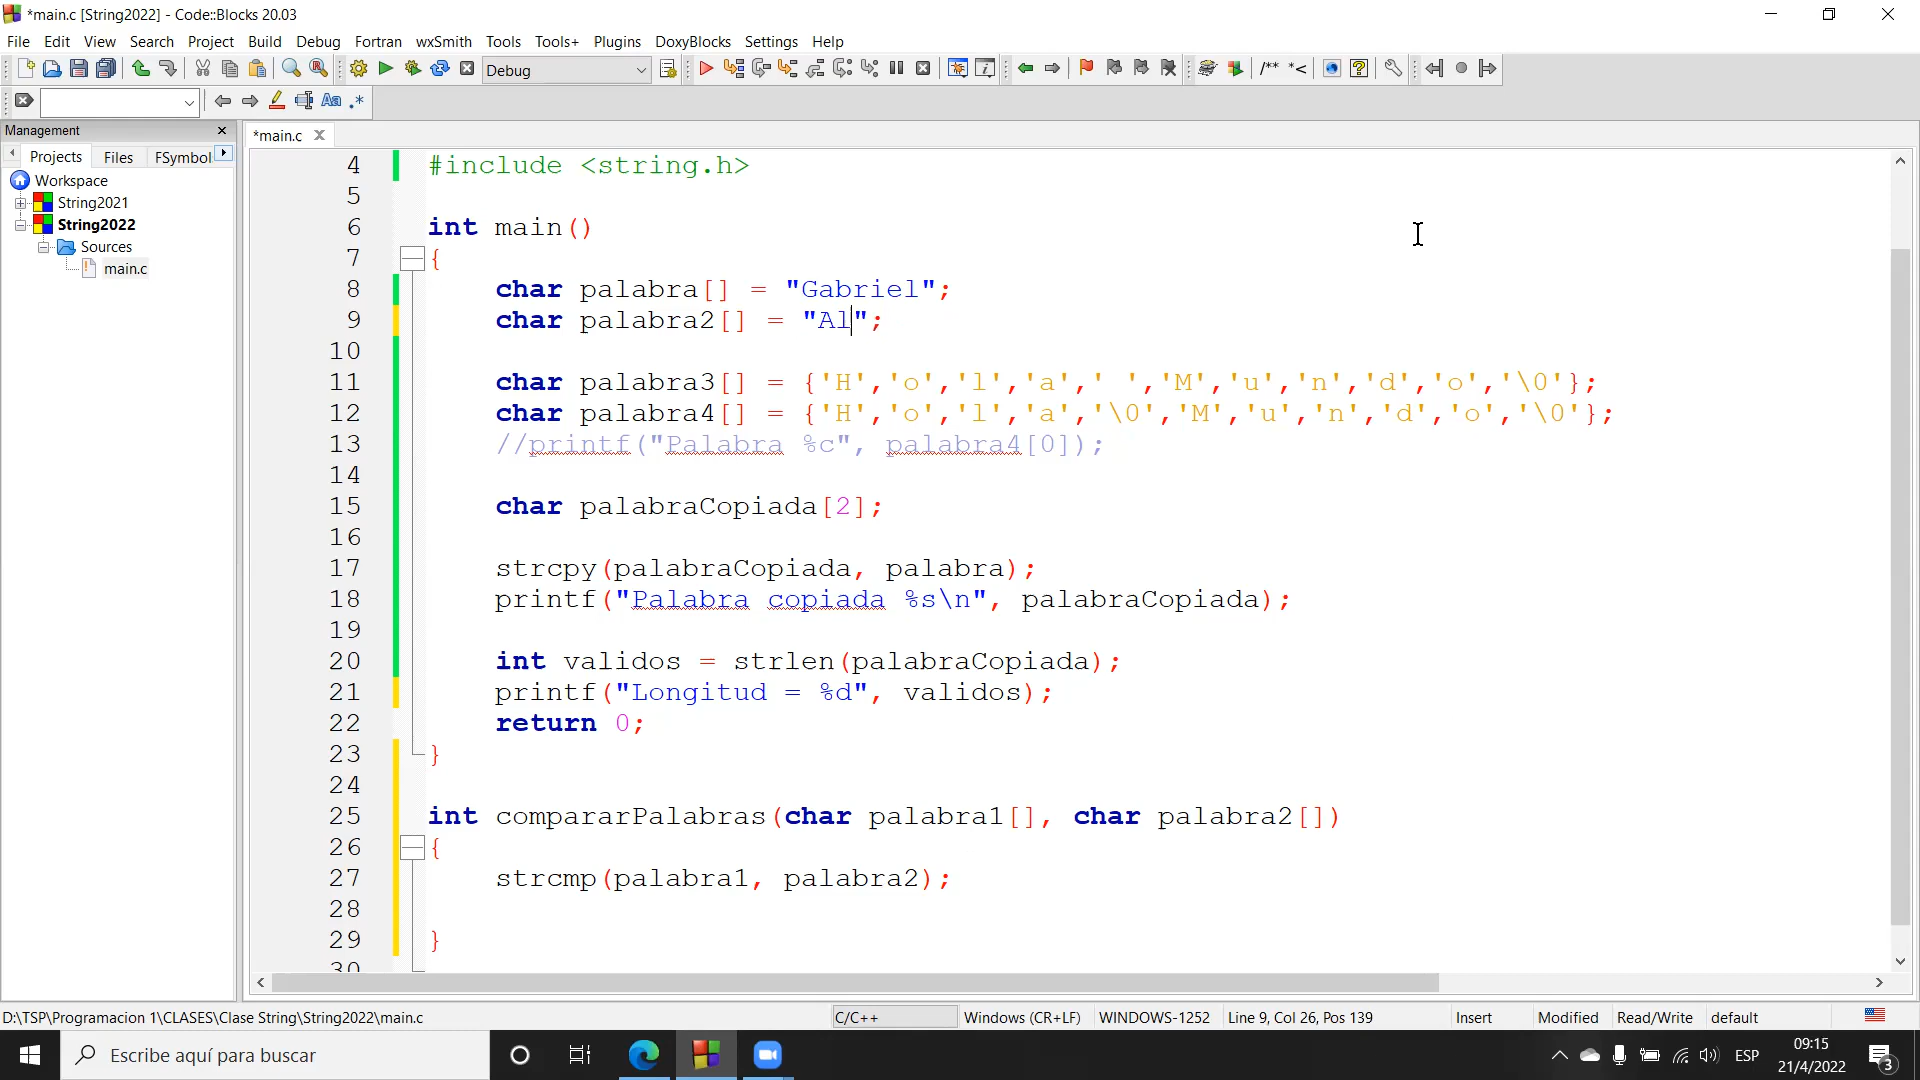 *main.c [String2022] - Code::Blocks 20.03
File Edit View Search Project Build Debug Fortran wxSmith Tools Tools+ Plugins DoxyBlocks Settings Help
Debug
/** *<
Aa .*
Management
*main.c
Projects Files FSymbol
Workspace
String2021
String2022
Sources
main.c
4 #include <string.h>
5
6 int main()
7 {
8 char palabra[] = "Gabriel";
9 char palabra2[] = "Al";
10
11 char palabra3[] = {'H','o','l','a',' ','M','u','n','d','o','\0'};
12 char palabra4[] = {'H','o','l','a','\0','M','u','n','d','o','\0'};
13 //printf("Palabra %c", palabra4[0]);
14
15 char palabraCopiada[2];
16
17 strcpy(palabraCopiada, palabra);
18 printf("Palabra copiada %s\n", palabraCopiada);
19
20 int validos = strlen(palabraCopiada);
21 printf("Longitud = %d", validos);
22 return 0;
23 }
24
25 int compararPalabras(char palabra1[], char palabra2[])
26 {
27 strcmp(palabra1, palabra2);
28
29 }
30
D:\TSP\Programacion 1\CLASES\Clase String\String2022\main.c C/C++ Windows (CR+LF) WINDOWS-1252 Line 9, Col 26, Pos 139 Insert Modified Read/Write default
Escribe aquí para buscar
ESP
09:15
21/4/2022
3